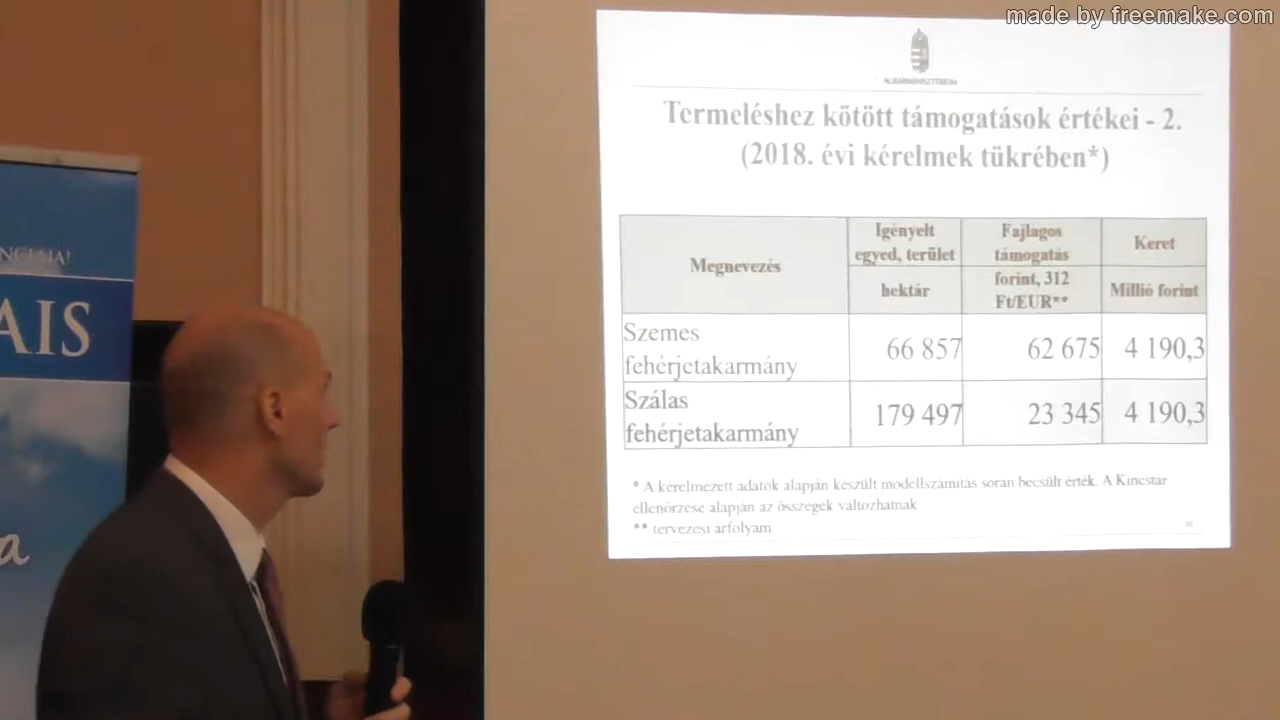 made by freemake.com
AGRÁRMINISZTÉRIUM
Termeléshez kötött támogatások értékei - 2.
(2018. évi kérelmek tükrében*)
Megnevezés
Igényelt
egyed, terület
hektár
Fajlagos
támogatás
forint, 312
Ft/EUR**
Keret
Millió forint
Szemes
fehérjetakarmány
66 857
62 675
4 190,3
Szálas
fehérjetakarmány
179 497
23 345
4 190,3
* A kérelmezett adatok alapján készült modellszámítás során becsült érték. A Kincstár
ellenőrzése alapján az összegek változhatnak
** tervezési árfolyam
AIS
a